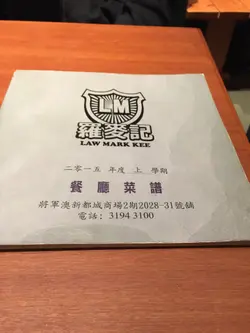 LM
羅麥記
LAW MARK KEE
二零一五 年度 上 學期
餐廳菜譜
將軍澳新都城商場2期2028-31號舖
電話: 3194 3100